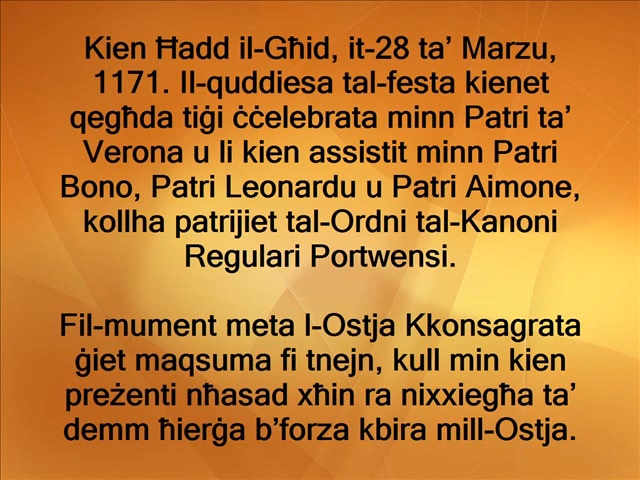 Kien Ħadd il-Għid, it-28 ta’ Marzu,
1171. Il-quddiesa tal-festa kienet
qegħda tiġi ċċelebrata minn Patri ta’
Verona u li kien assistit minn Patri
Bono, Patri Leonardu u Patri Aimone,
kollha patrijiet tal-Ordni tal-Kanoni
Regulari Portwensi.
Fil-mument meta l-Ostja Kkonsagrata
ġiet maqsuma fi tnejn, kull min kien
preżenti nħasad xħin ra nixxiegħa ta’
demm ħierġa b’forza kbira mill-Ostja.